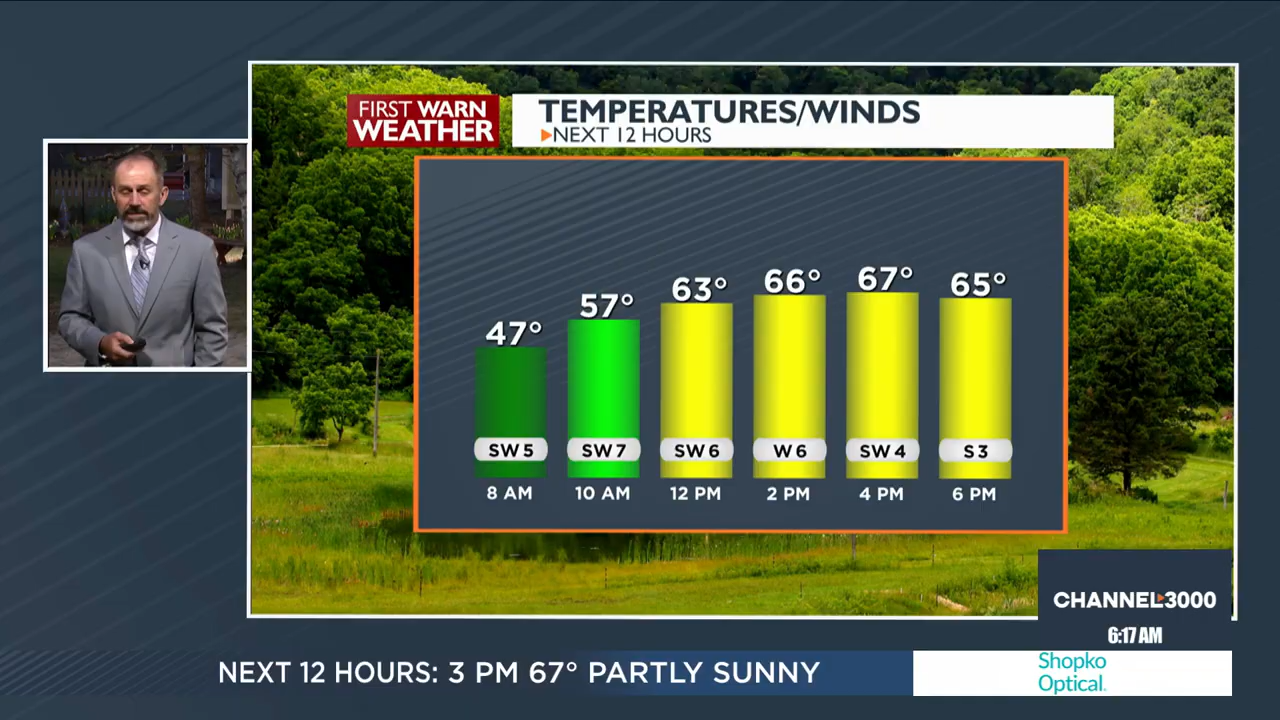 FIRST WARN
WEATHER
TEMPERATURES/WINDS
NEXT 12 HOURS
47° 57° 63° 66° 67° 65°
SW 5 SW 7 SW 6 W 6 SW 4 S 3
8 AM 10 AM 12 PM 2 PM 4 PM 6 PM
CHANNEL3000
6:17 AM
NEXT 12 HOURS: 3 PM 67° PARTLY SUNNY
Shopko
Optical.